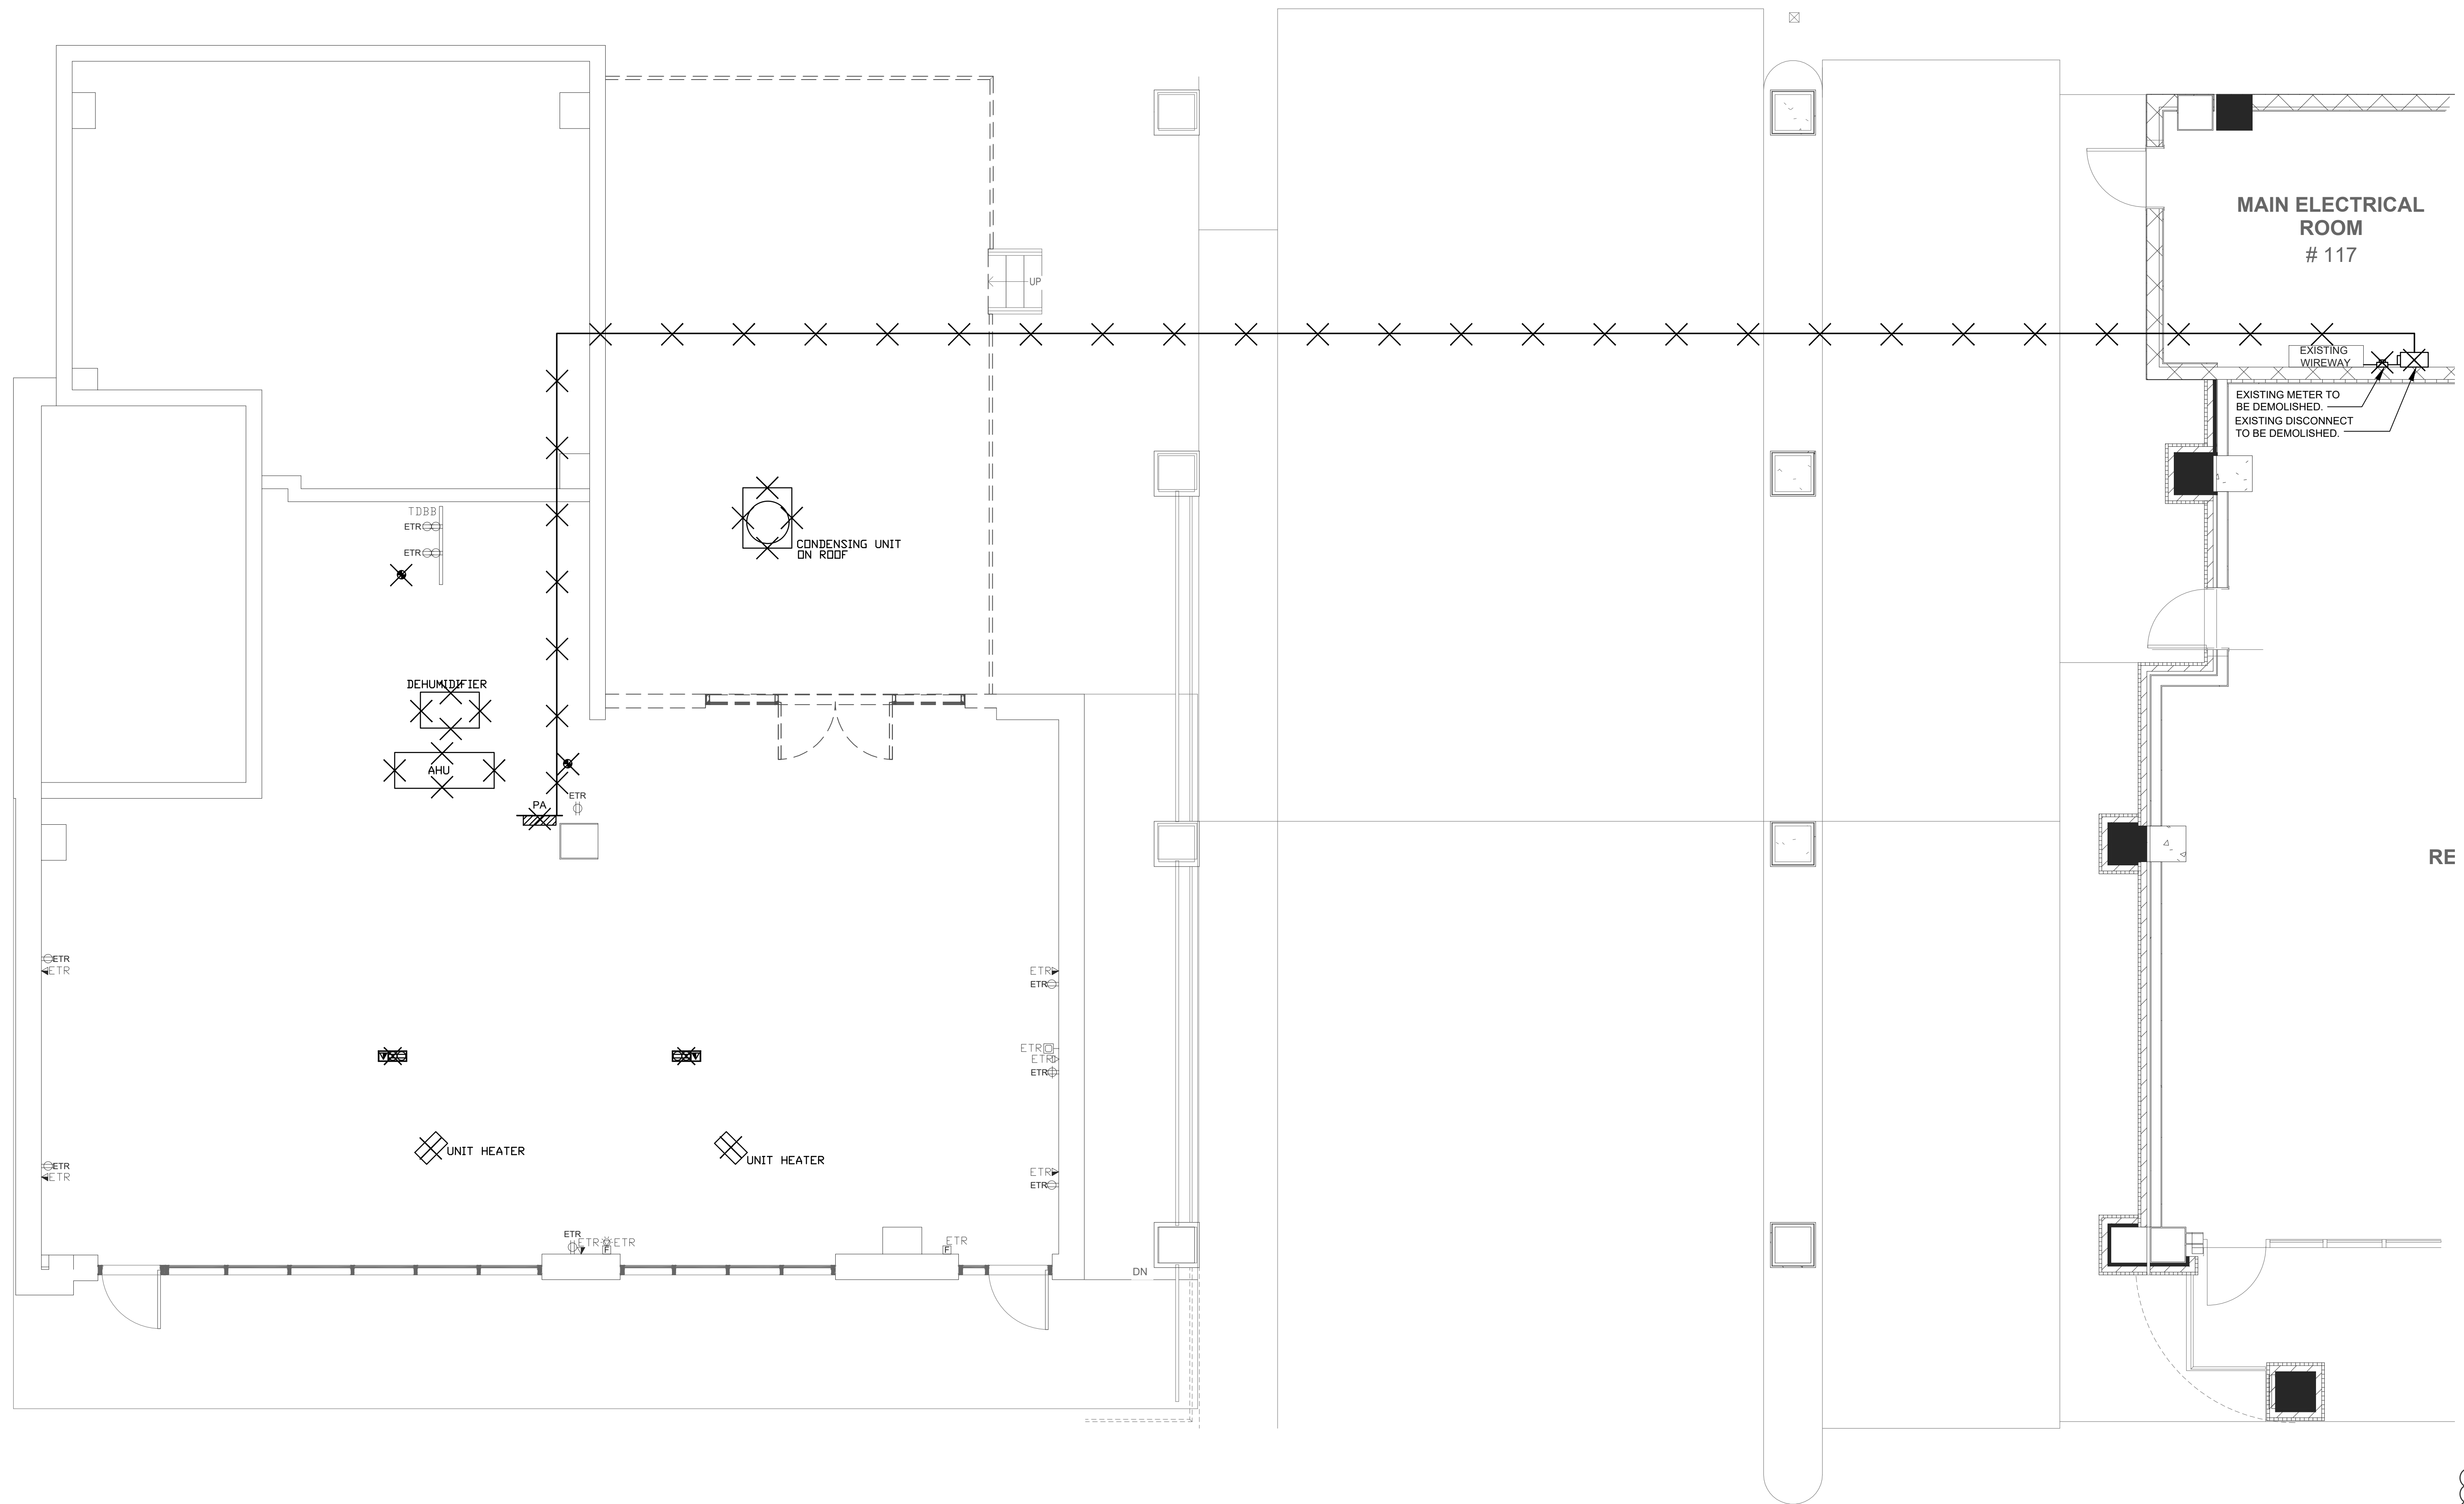 MAIN ELECTRICAL
ROOM
# 117
UP
EXISTING
WIREWAY
EXISTING METER TO
BE DEMOLISHED.
EXISTING DISCONNECT
TO BE DEMOLISHED.
TDBB
ETR
ETR
CONDENSING UNIT
ON ROOF
DEHUMIDIFIER
AHU
PA
ETR
RE
ETR
ETR
ETR
ETR
ETR
ETR
ETR
UNIT HEATER
UNIT HEATER
ETR
ETR
ETR
ETR
ETR
ETR
ETR
F
ETR
F
DN